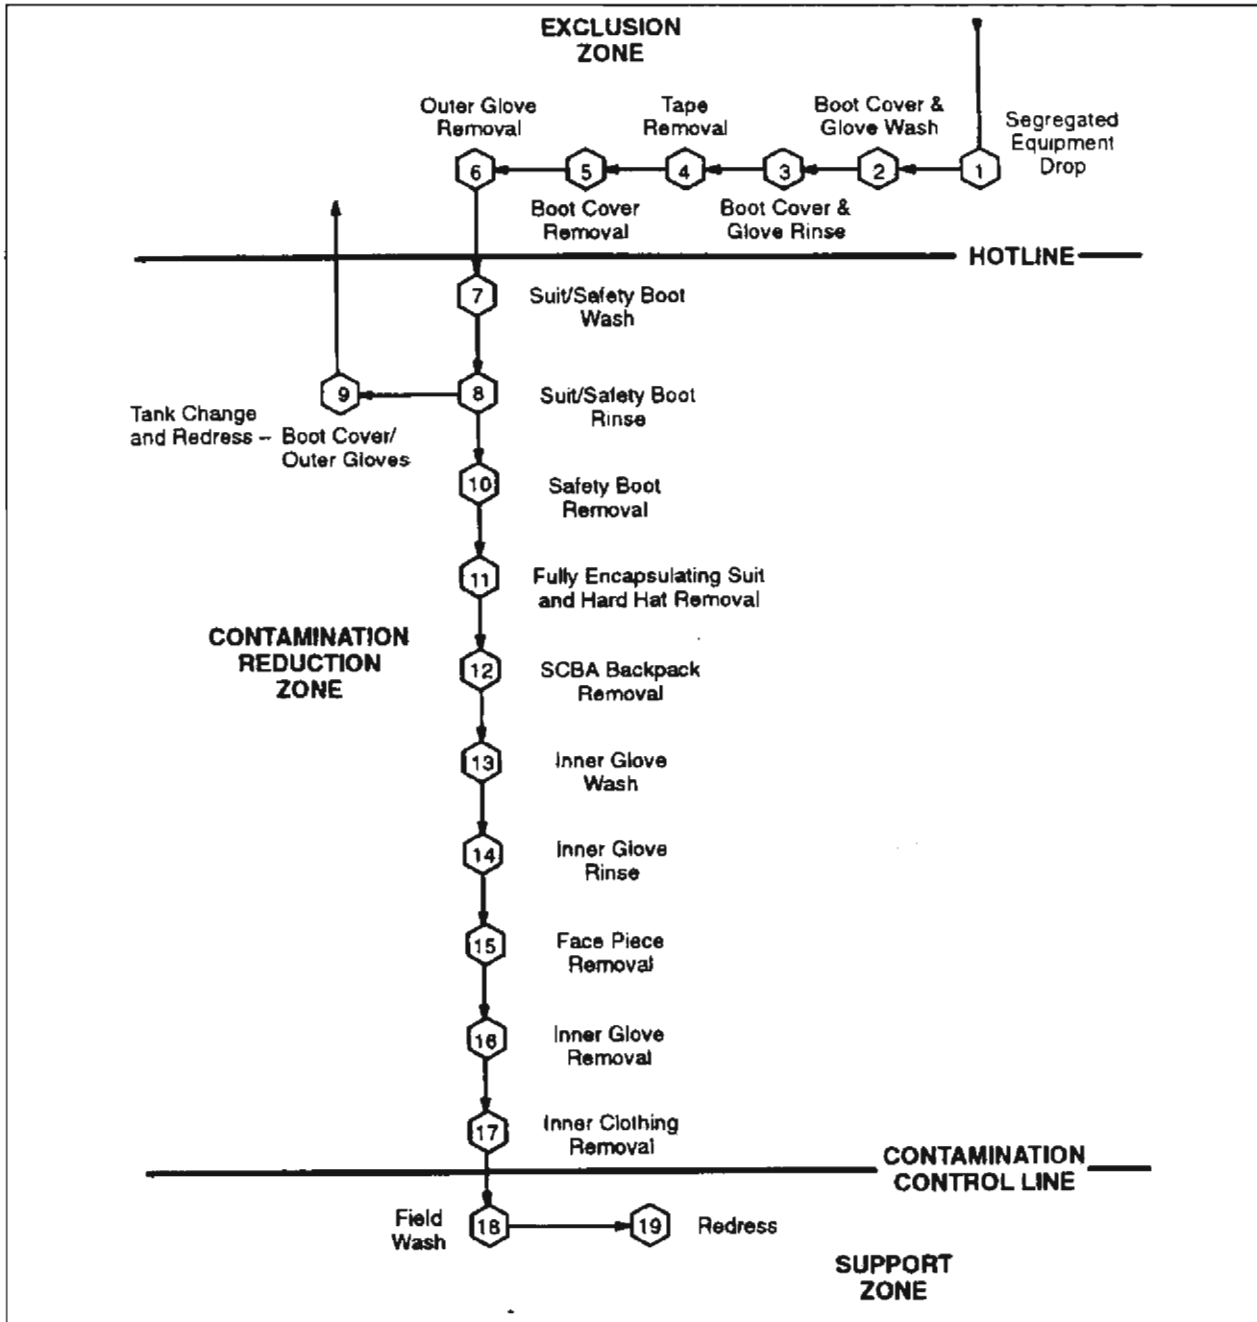 EXCLUSION
ZONE
Outer Glove
Removal
Tape
Removal
Boot Cover &
Glove Wash
Segregated
Equipment
Drop
6
5
4
3
2
1
Boot Cover
Removal
Boot Cover &
Glove Rinse
HOTLINE
7
Suit/Safety Boot
Wash
9
8
Suit/Safety Boot
Rinse
Tank Change
and Redress – Boot Cover/
Outer Gloves
10
Safety Boot
Removal
11
Fully Encapsulating Suit
and Hard Hat Removal
CONTAMINATION
REDUCTION
ZONE
12
SCBA Backpack
Removal
13
Inner Glove
Wash
14
Inner Glove
Rinse
15
Face Piece
Removal
16
Inner Glove
Removal
17
Inner Clothing
Removal
CONTAMINATION
CONTROL LINE
Field
Wash
18
19
Redress
SUPPORT
ZONE